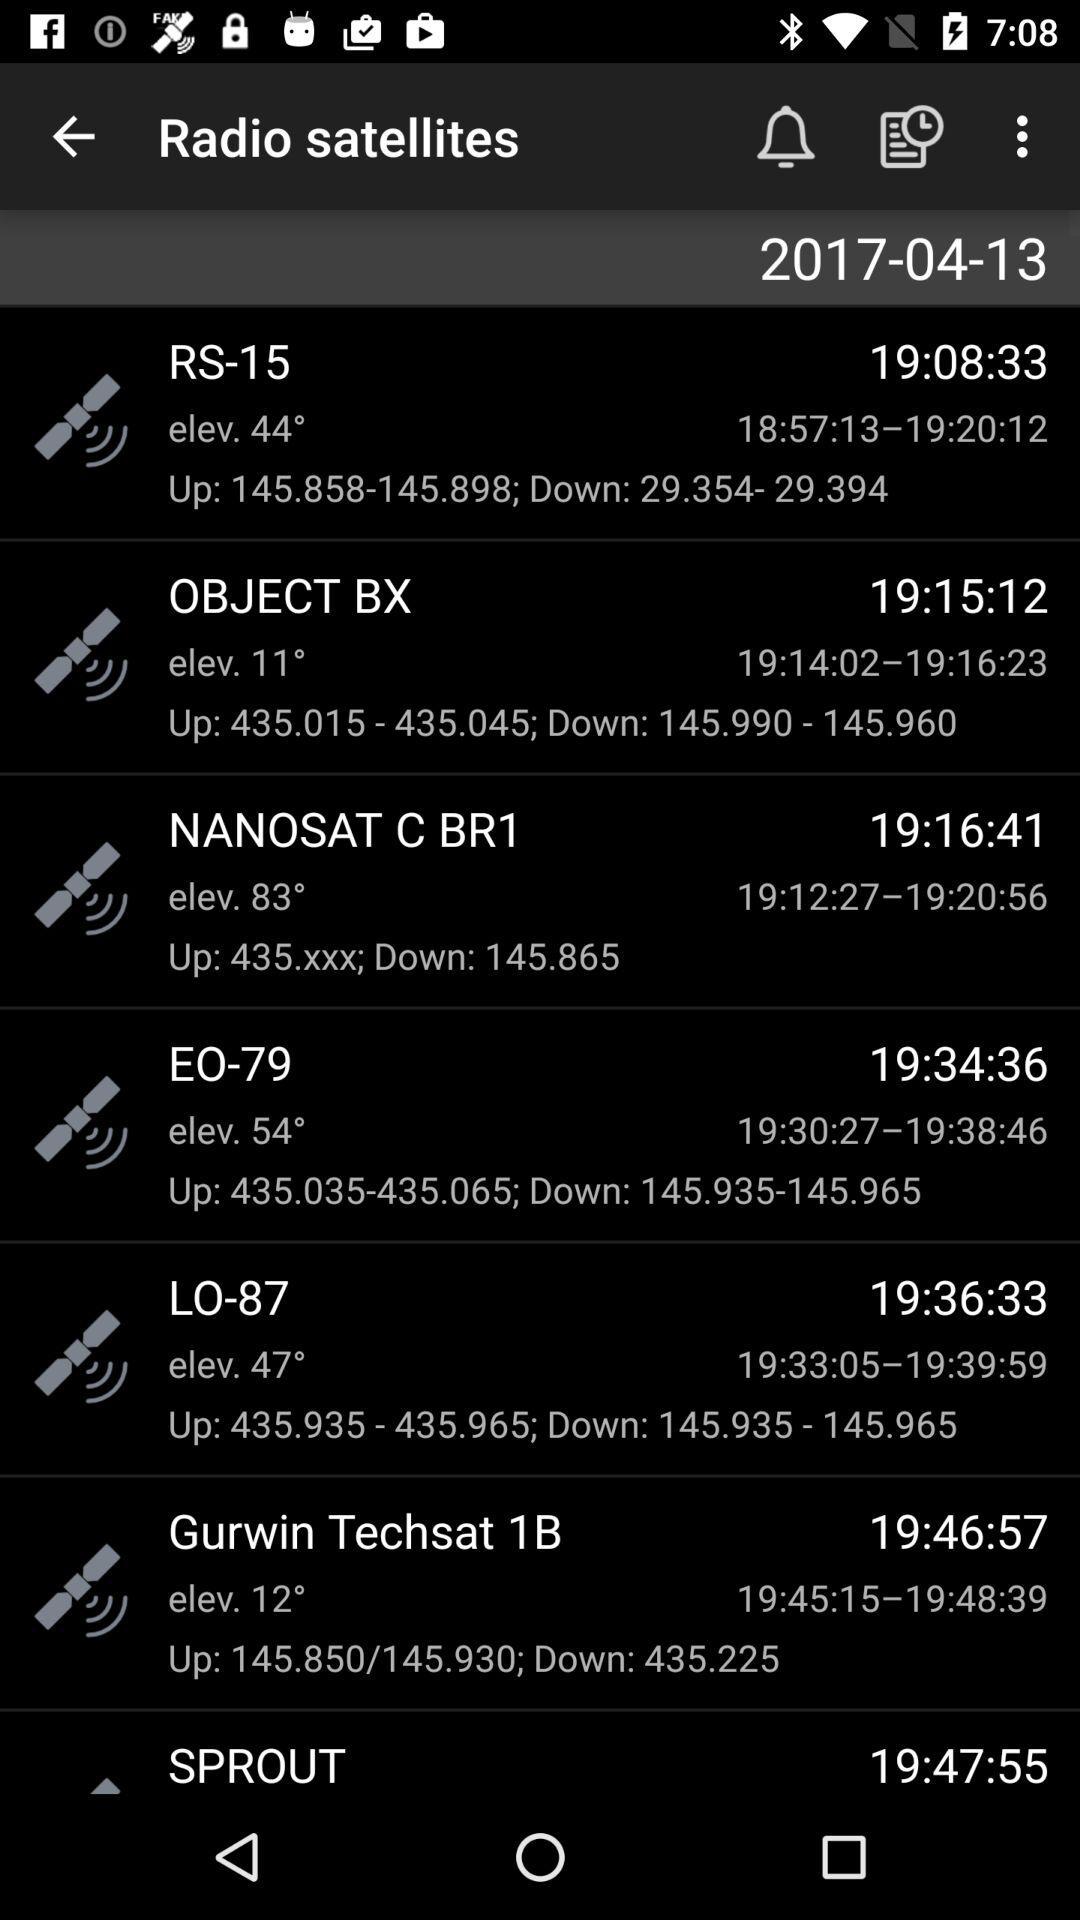 FAKE 7:08
Radio satellites
2017-04-13
RS-15 19:08:33
elev. 44° 18:57:13–19:20:12
Up: 145.858-145.898; Down: 29.354- 29.394
OBJECT BX 19:15:12
elev. 11° 19:14:02–19:16:23
Up: 435.015 - 435.045; Down: 145.990 - 145.960
NANOSAT C BR1 19:16:41
elev. 83° 19:12:27–19:20:56
Up: 435.xxx; Down: 145.865
EO-79 19:34:36
elev. 54° 19:30:27–19:38:46
Up: 435.035-435.065; Down: 145.935-145.965
LO-87 19:36:33
elev. 47° 19:33:05–19:39:59
Up: 435.935 - 435.965; Down: 145.935 - 145.965
Gurwin Techsat 1B 19:46:57
elev. 12° 19:45:15–19:48:39
Up: 145.850/145.930; Down: 435.225
SPROUT 19:47:55